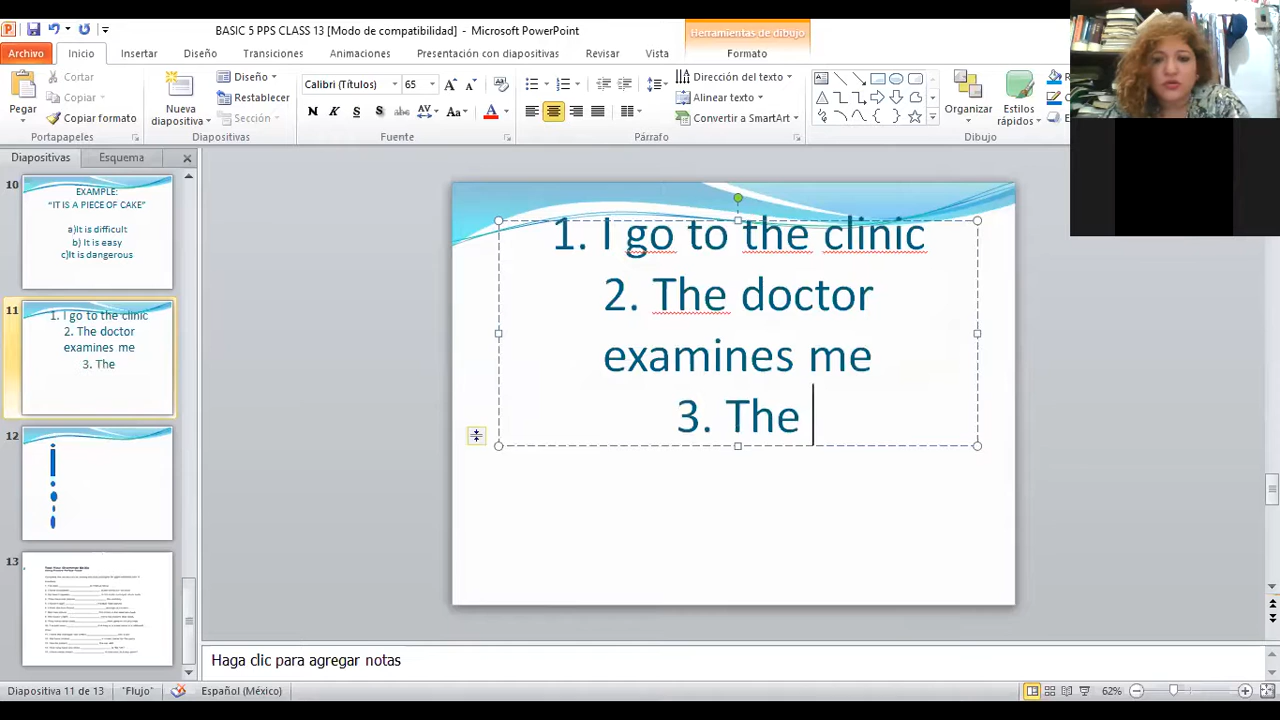 BASIC 5 PPS CLASS 13 [Modo de compatibilidad] - Microsoft PowerPoint
Herramientas de dibujo
Archivo Inicio Insertar Diseño Animaciones Presentación con diapositivas Revisar Vista Formato
Pegar
Cortar
Copiar
Copiar formato
Portapapeles
Nueva
diapositiva
Diseño
Restablecer
Sección
Diapositivas
Calibri (Título) 65
N K S S abc AV Aa A
Fuente
Dirección del texto
Alinear texto
Convertir a SmartArt
Párrafo
Organizar
Estilos
rápidos
Dibujo
Diapositivas Esquema
10
EXAMPLE:
"IT IS A PIECE OF CAKE"
a)It is difficult
b) It is easy
c)It is dangerous
11
1. I go to the clinic
2. The doctor
examines me
3. The
12
13
1. I go to the clinic
2. The doctor
examines me
3. The
Haga clic para agregar notas
Diapositiva 11 de 13 "Flujo" Español (México) 62%